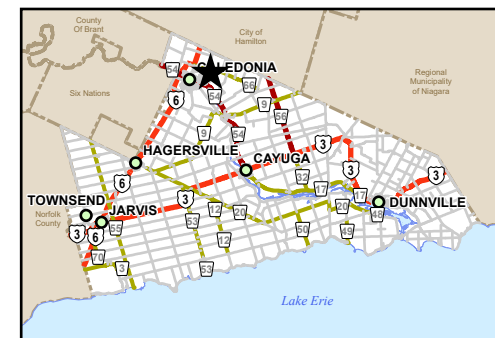 County
Of Brant
City of
Hamilton
Regional
Municipality
of Niagara
Six Nations
54
CALEDONIA
6
54
56
9
56
9
54
3
3
3
HAGERSVILLE
CAYUGA
6
32
17
17
TOWNSEND
3
DUNNVILLE
Norfolk
County
JARVIS
20
20
48
3
6
55
53
12
50
49
70
3
53
Lake Erie